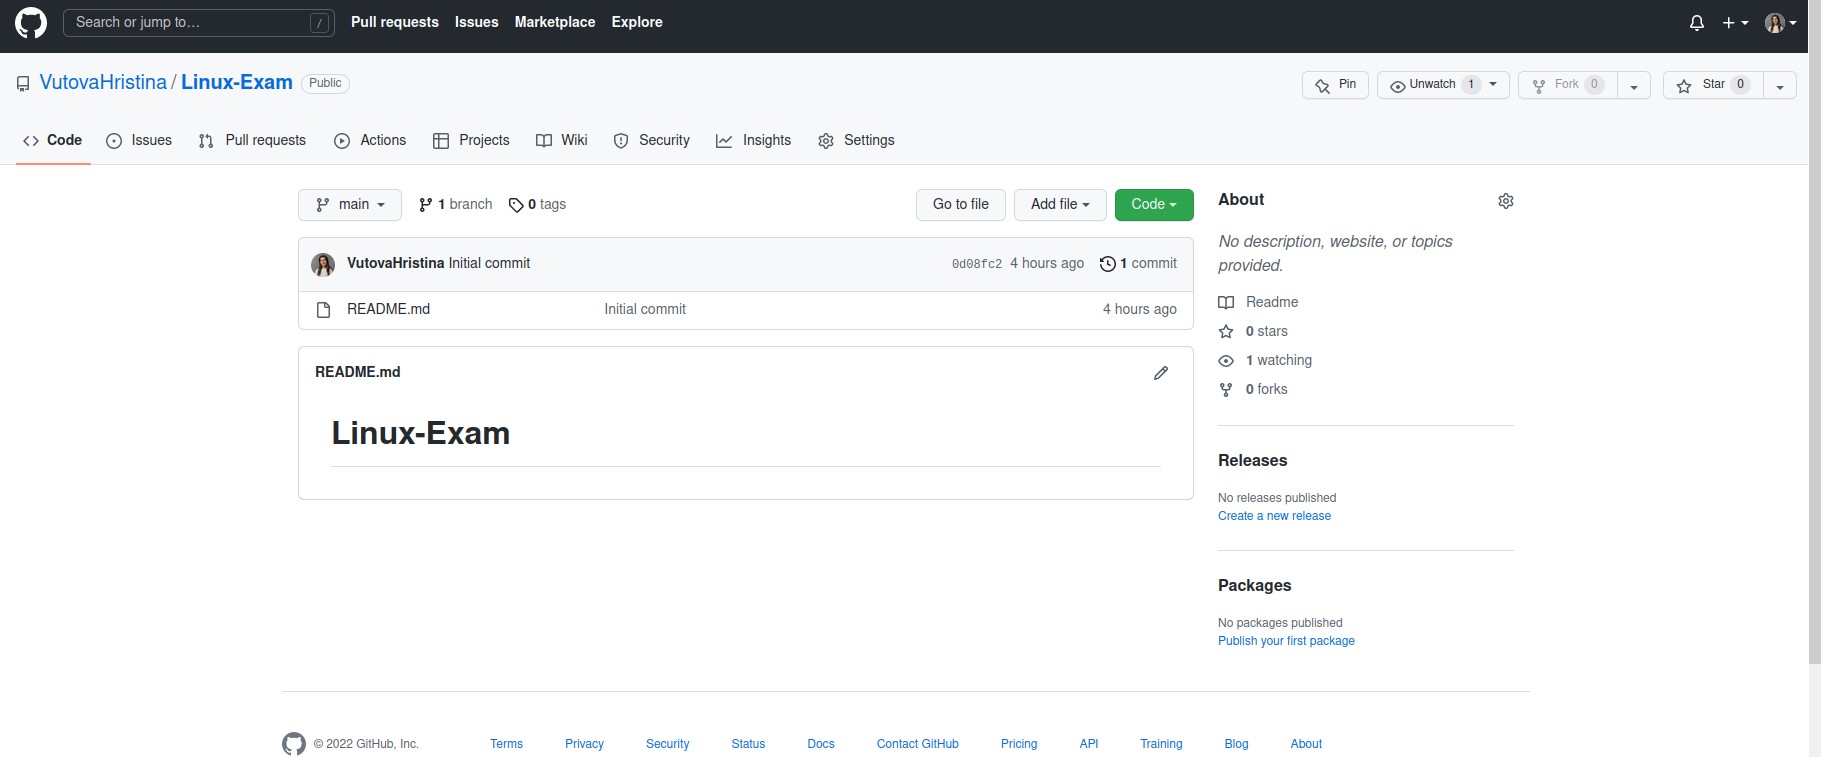 Search or jump to… /
Pull requests Issues Marketplace Explore
VutovaHristina / Linux-Exam Public
Pin Unwatch 1 Fork 0 Star 0
Code Issues Pull requests Actions Projects Wiki Security Insights Settings
main 1 branch 0 tags Go to file Add file Code
VutovaHristina Initial commit 0d08fc2 4 hours ago 1 commit
README.md Initial commit 4 hours ago
README.md
Linux-Exam
About
No description, website, or topics
provided.
Readme
0 stars
1 watching
0 forks
Releases
No releases published
Create a new release
Packages
No packages published
Publish your first package
© 2022 GitHub, Inc. Terms Privacy Security Status Docs Contact GitHub Pricing API Training Blog About